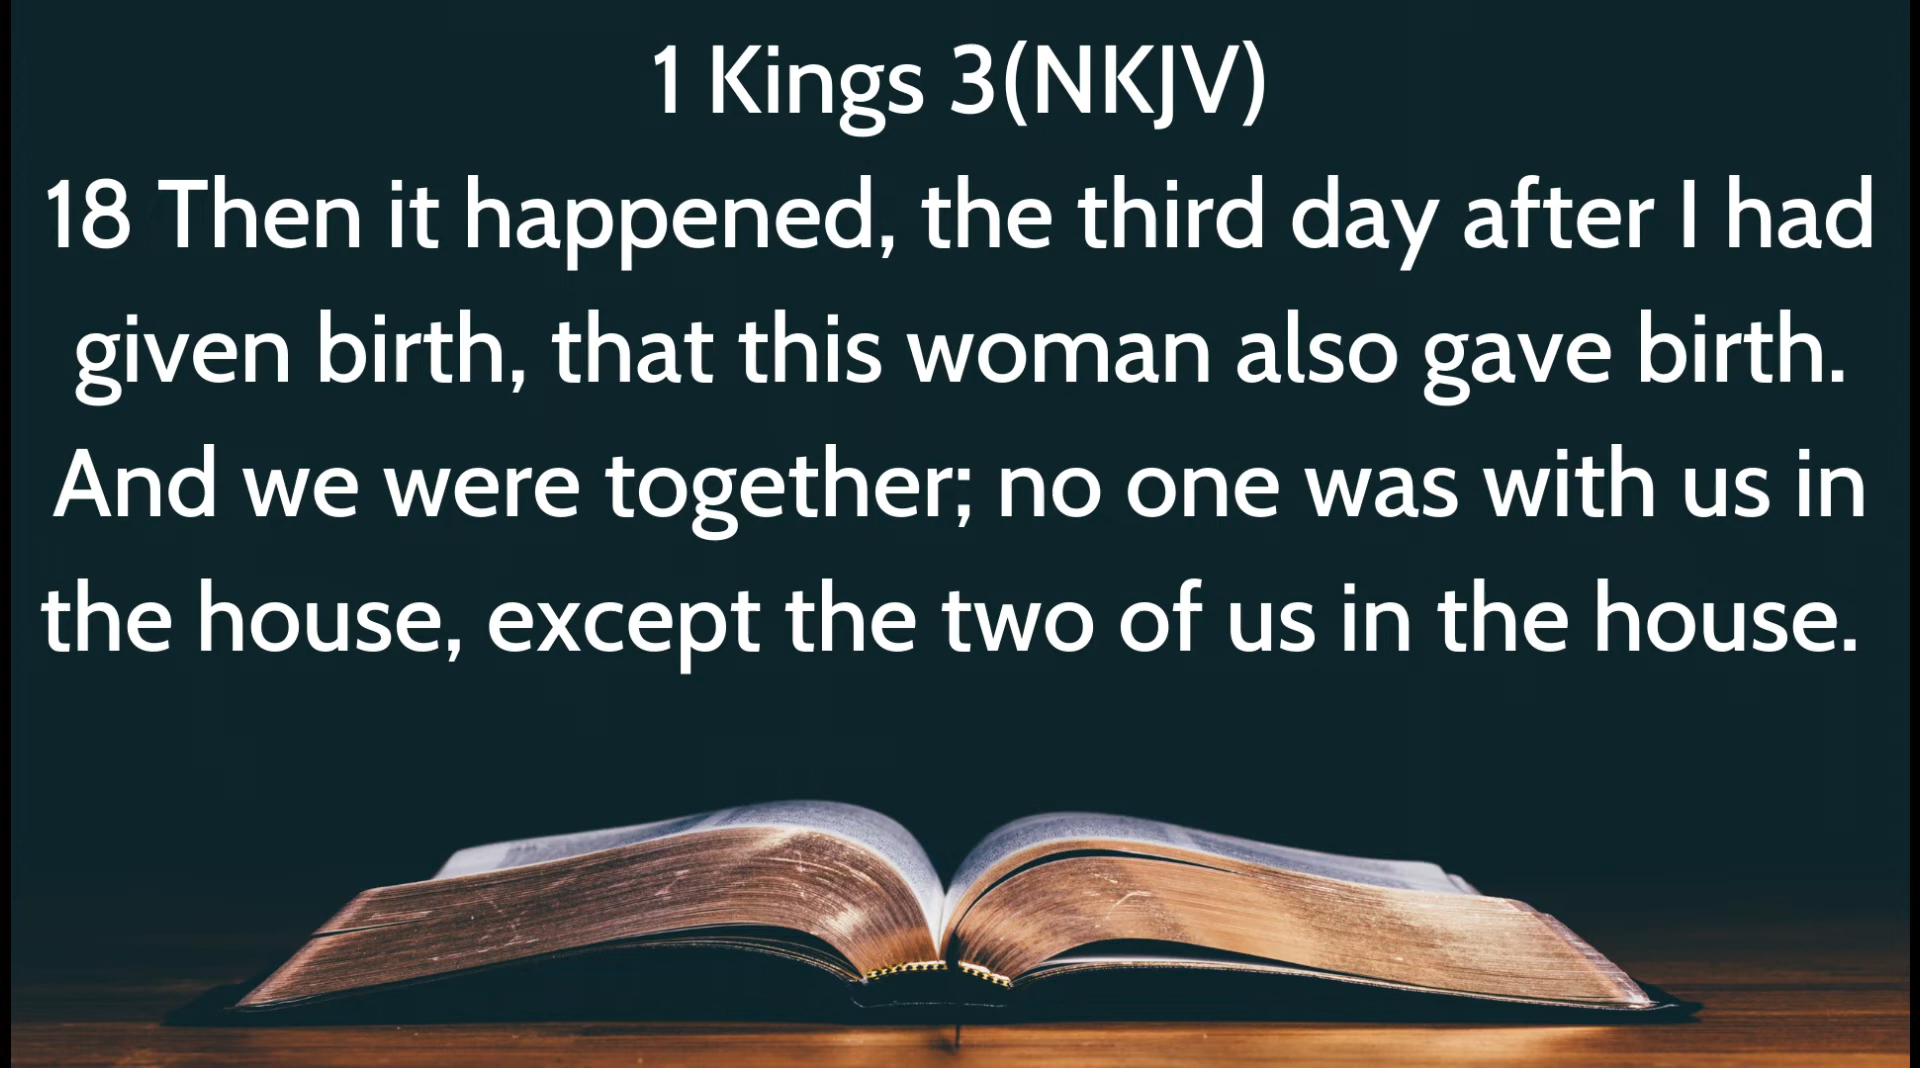 1 Kings 3(NKJV)
18 Then it happened, the third day after I had
given birth, that this woman also gave birth.
And we were together; no one was with us in
the house, except the two of us in the house.